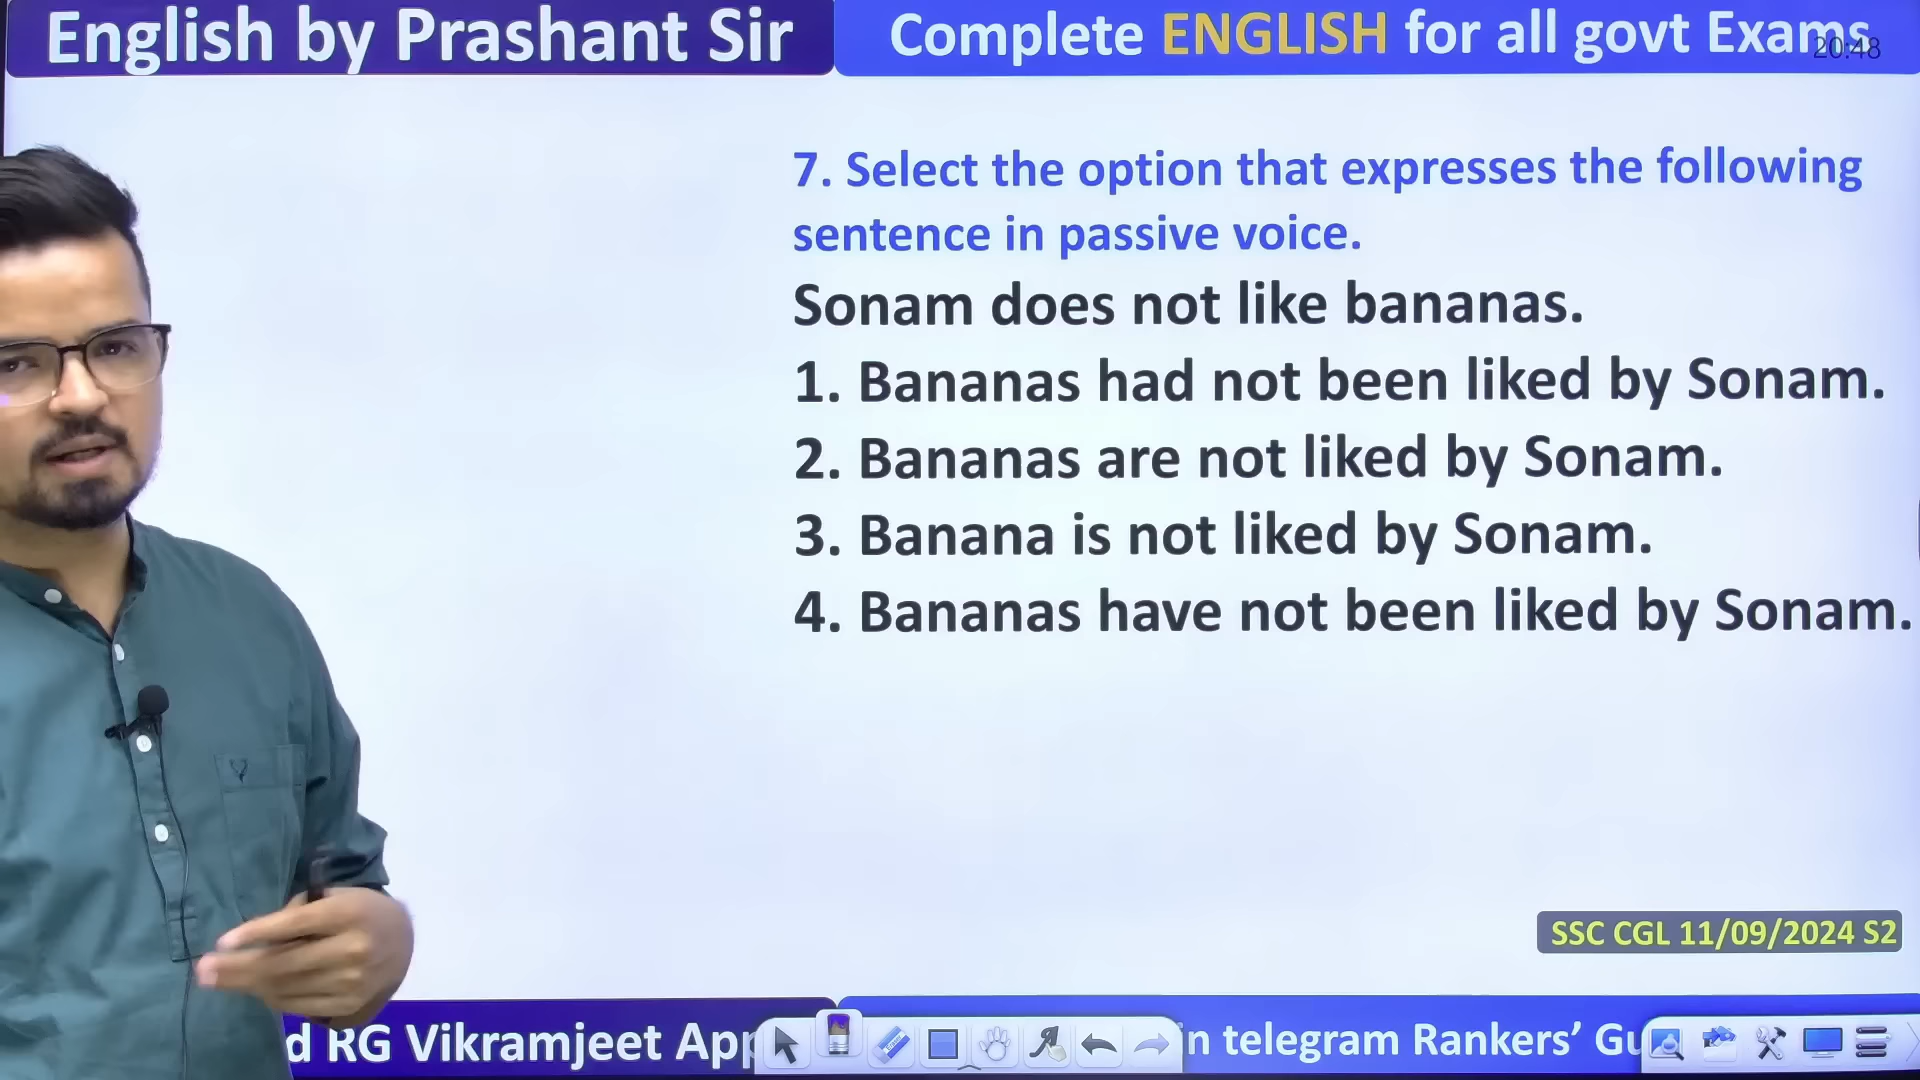 English by Prashant Sir
Complete ENGLISH for all govt Exams
20:48
7. Select the option that expresses the following
sentence in passive voice.
Sonam does not like bananas.
1. Bananas had not been liked by Sonam.
2. Bananas are not liked by Sonam.
3. Banana is not liked by Sonam.
4. Bananas have not been liked by Sonam.
SSC CGL 11/09/2024 S2
RG Vikramjeet
telegram Rankers’